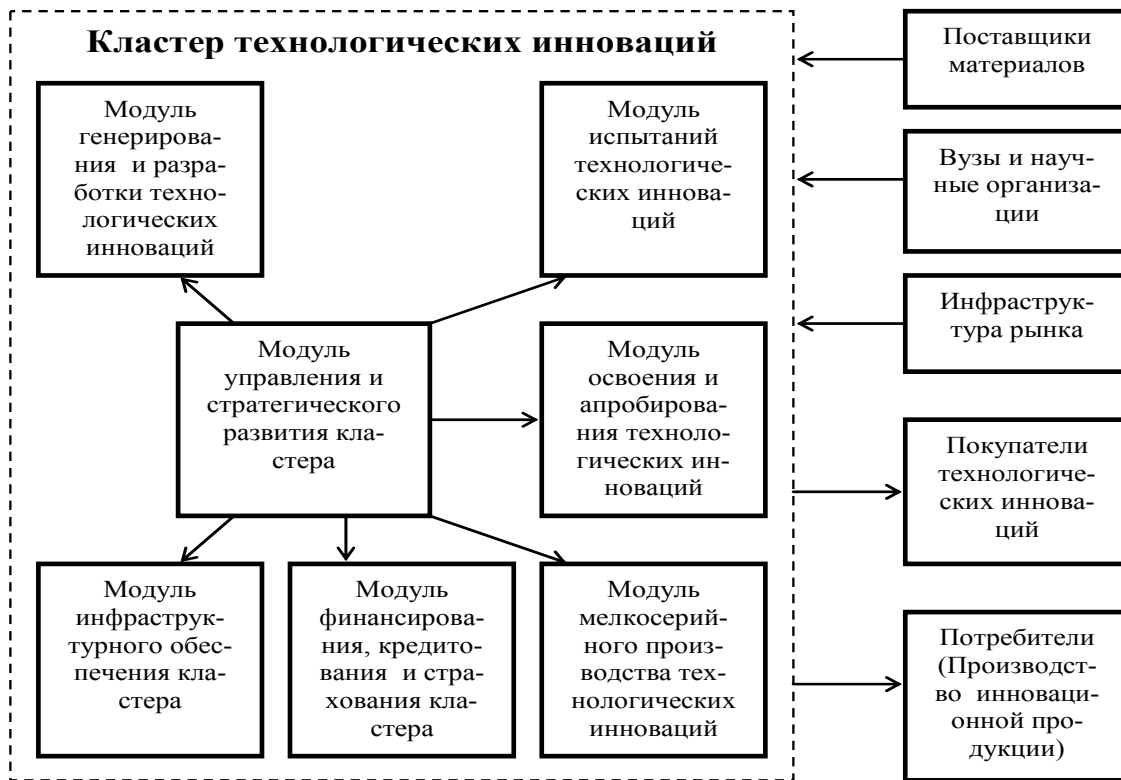 Кластер технологических инноваций
Модуль
генерирова-
ния и разра-
ботки техно-
логических
инноваций
Модуль
испытаний
технологиче-
ских иннова-
ций
Модуль
управления и
стратегического
развития кла-
стера
Модуль
освоения и
апробирова-
ния техноло-
гических ин-
новаций
Модуль
инфраструк-
турного обес-
печения кла-
стера
Модуль
финансирова-
ния, кредито-
вания и стра-
хования кла-
стера
Модуль
мелкосерий-
ного произ-
водства тех-
нологических
инноваций
Поставщики
материалов
Вузы и науч-
ные организа-
ции
Инфраструк-
тура рынка
Покупатели
технологиче-
ских иннова-
ций
Потребители
(Производст-
во инноваци-
онной про-
дукции)